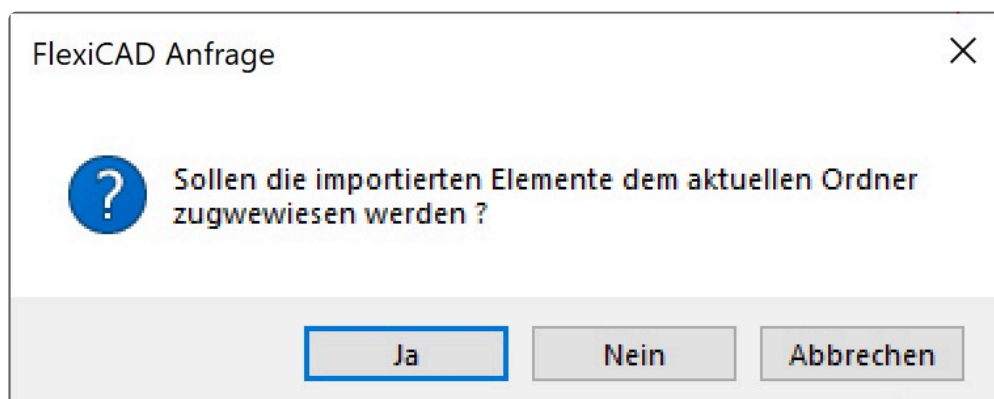 FlexiCAD Anfrage
Sollen die importierten Elemente dem aktuellen Ordner
zugwewiesen werden ?
Ja
Nein
Abbrechen